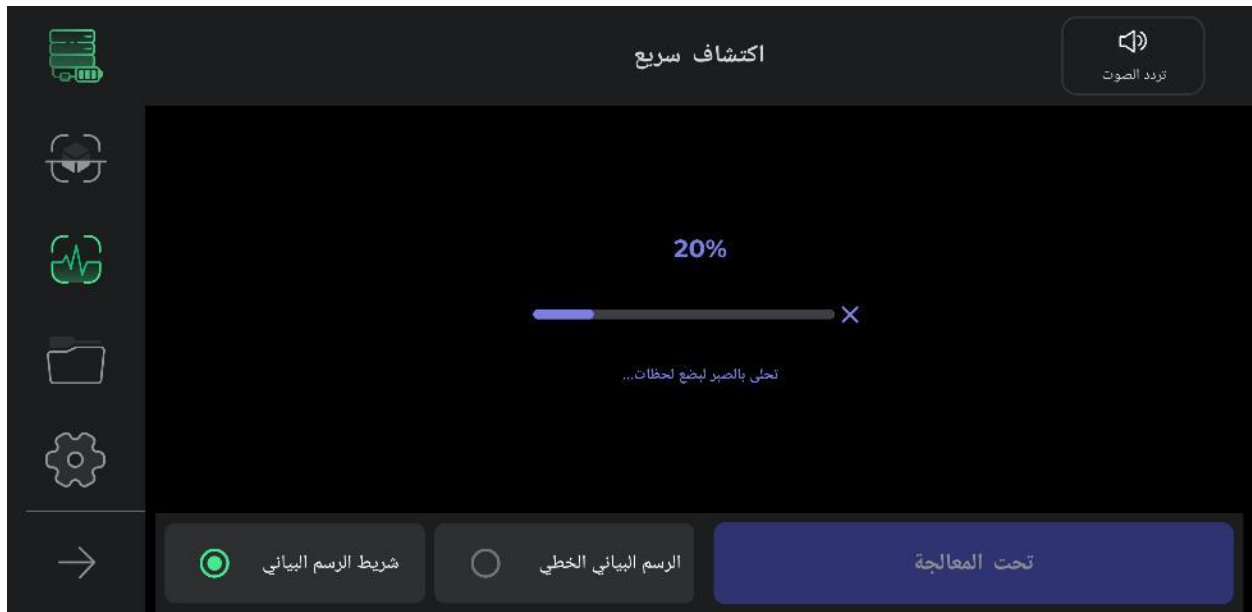 تردد الصوت
اكتشاف سريع
20%
تحلى بالصبر لبضع لحظات...
تحت المعالجة
الرسم البياني الخطي
شريط الرسم البياني